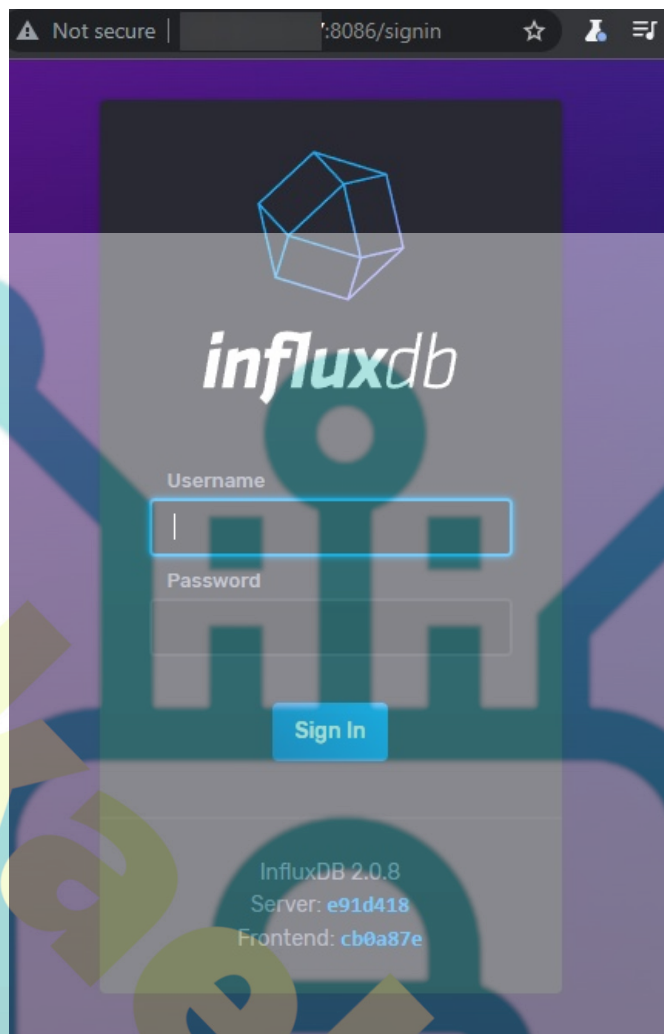 Not secure | :8086/signin
influxdb
Username
Password
Sign In
InfluxDB 2.0.8
Server: e91d418
Frontend: cb0a87e